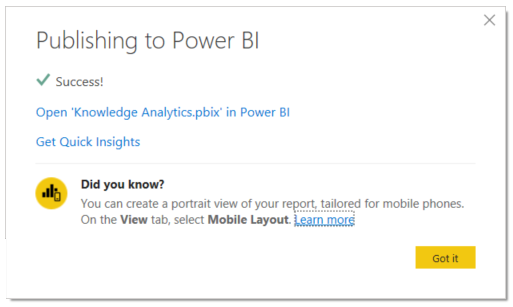 Publishing to Power BI
Success!
Open 'Knowledge Analytics.pbix' in Power BI
Get Quick Insights
Did you know?
You can create a portrait view of your report, tailored for mobile phones.
On the View tab, select Mobile Layout. Learn more
Got it